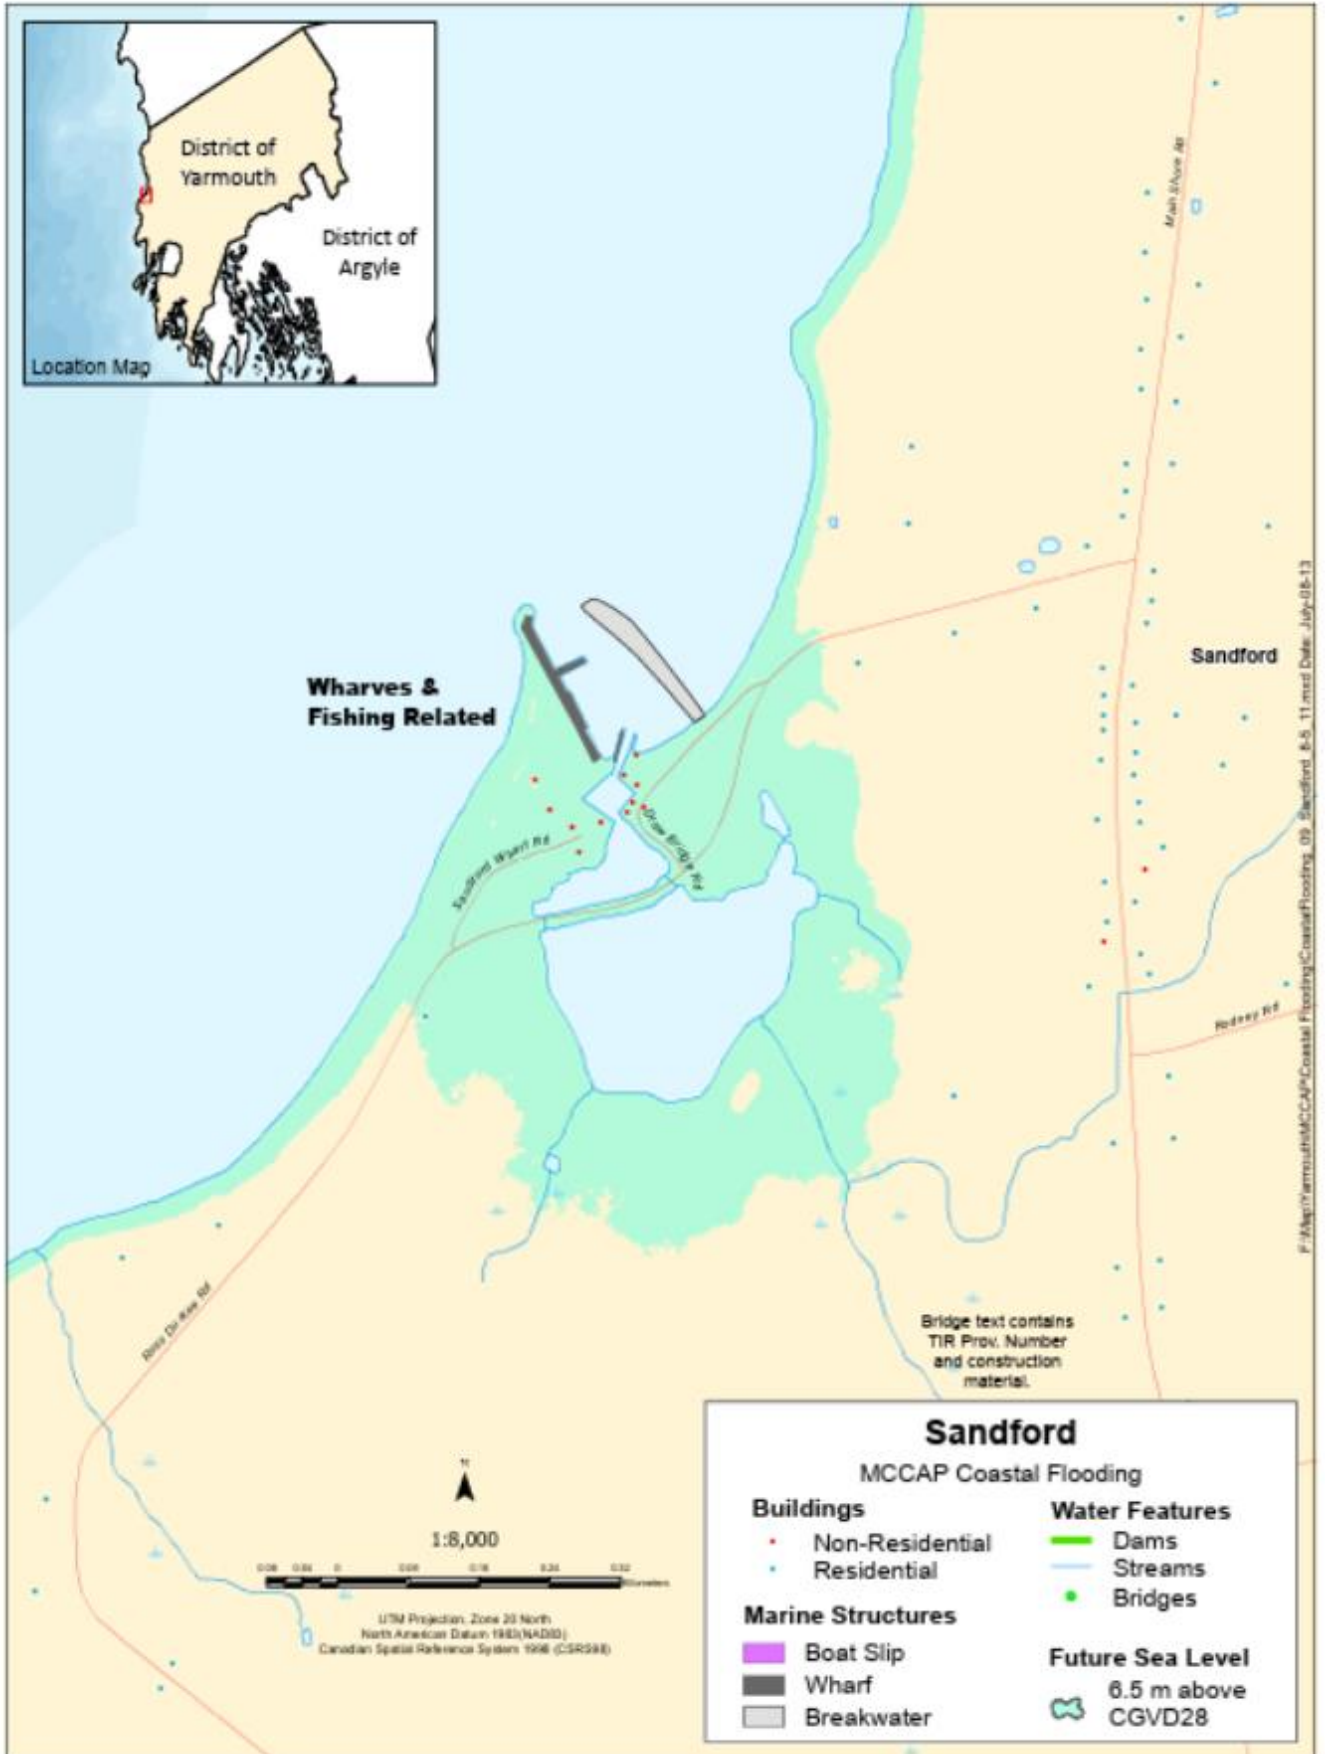 District of
Yarmouth
District of
Argyle
Location Map
Main Shore Rd
Sandford
Wharves &
Fishing Related
Sandford Wharf Rd
Draw Bridge Rd
Rodney Rd
Bridge text contains
TIR Prov. Number
and construction
material.
N
1:8,000
UTM Projection, Zone 20 North
North American Datum 1983(NAD83)
Canadian Spatial Reference System 1998 (CSRS98)
Sandford
MCCAP Coastal Flooding
Buildings
Non-Residential
Residential
Marine Structures
Boat Slip
Wharf
Breakwater
Water Features
Dams
Streams
Bridges
Future Sea Level
6.5 m above
CGVD28